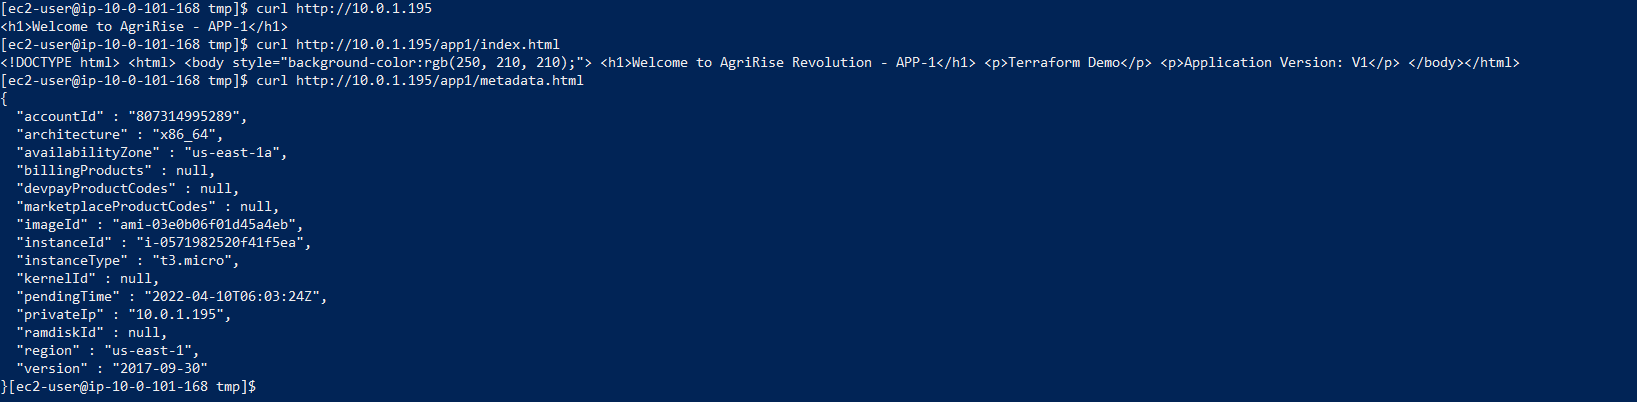 [ec2-user@ip-10-0-101-168 tmp]$ curl http://10.0.1.195
<h1>Welcome to AgriRise - APP-1</h1>
[ec2-user@ip-10-0-101-168 tmp]$ curl http://10.0.1.195/app1/index.html
<!DOCTYPE html> <html> <body style="background-color:rgb(250, 210, 210);"> <h1>Welcome to AgriRise Revolution - APP-1</h1> <p>Terraform Demo</p> <p>Application Version: V1</p> </body></html>
[ec2-user@ip-10-0-101-168 tmp]$ curl http://10.0.1.195/app1/metadata.html
{
  "accountId" : "807314995289",
  "architecture" : "x86_64",
  "availabilityZone" : "us-east-1a",
  "billingProducts" : null,
  "devpayProductCodes" : null,
  "marketplaceProductCodes" : null,
  "imageId" : "ami-03e0b06f01d45a4eb",
  "instanceId" : "i-0571982520f41f5ea",
  "instanceType" : "t3.micro",
  "kernelId" : null,
  "pendingTime" : "2022-04-10T06:03:24Z",
  "privateIp" : "10.0.1.195",
  "ramdiskId" : null,
  "region" : "us-east-1",
  "version" : "2017-09-30"
}[ec2-user@ip-10-0-101-168 tmp]$